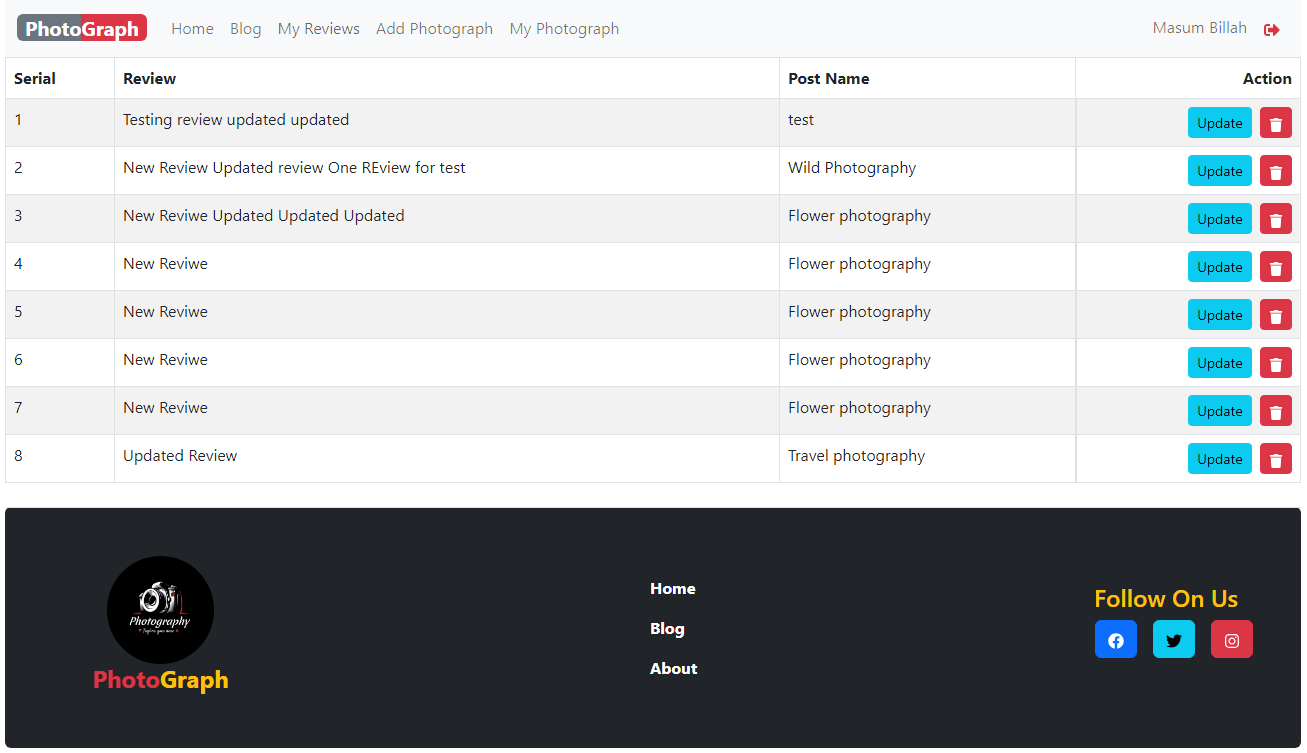 PhotoGraph Home Blog My Reviews Add Photograph My Photograph Masum Billah
Serial Review Post Name Action
1 Testing review updated updated test Update
2 New Review Updated review One REview for test Wild Photography Update
3 New Reviwe Updated Updated Updated Flower photography Update
4 New Reviwe Flower photography Update
5 New Reviwe Flower photography Update
6 New Reviwe Flower photography Update
7 New Reviwe Flower photography Update
8 Updated Review Travel photography Update
Photography
PhotoGraph
Home
Blog
About
Follow On Us